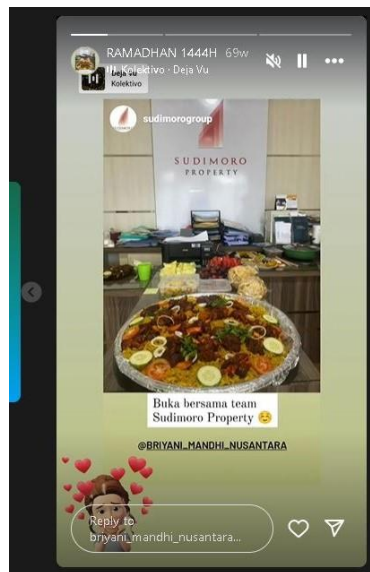 RAMADHAN 1444H 69w
Kolektivo · Deja Vu
Deja Vu
Kolektivo
sudimorogroup
SUDIMORO
PROPERTY
Buka bersama team
Sudimoro Property ☺️
@BRIYANI_MANDHI_NUSANTARA
Reply to
briyani_mandhi_nusantara...